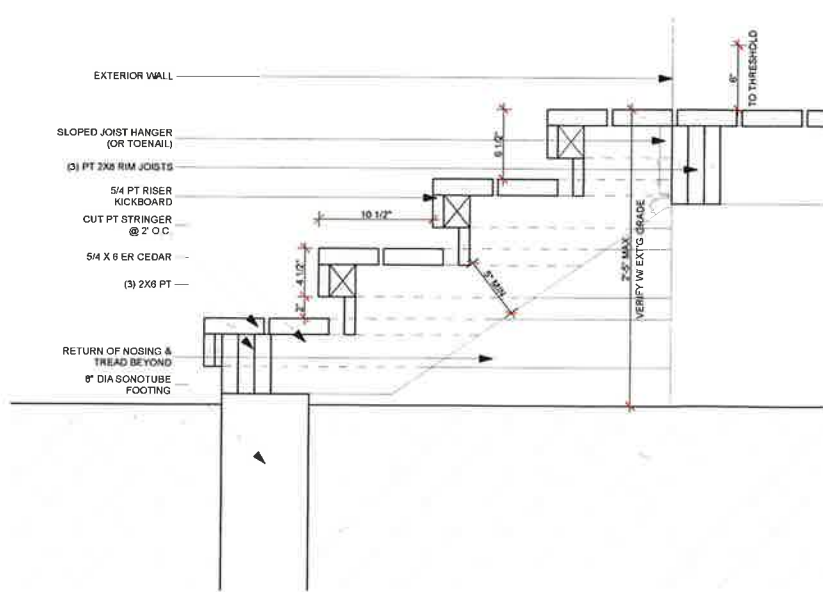 EXTERIOR WALL
SLOPED JOIST HANGER
(OR TOENAIL)
(3) PT 2X8 RIM JOISTS
5/4 PT RISER
KICKBOARD
CUT PT STRINGER
@ 2' O.C.
5/4 X 6 ER CEDAR
(3) 2X6 PT
RETURN OF NOSING &
TREAD BEYOND
8" DIA SONOTUBE
FOOTING
10 1/2"
4 1/2"
2"
6 1/2"
5" MIN
2'-5" MAX
VERIFY W/ EXT'G GRADE
6"
TO THRESHOLD